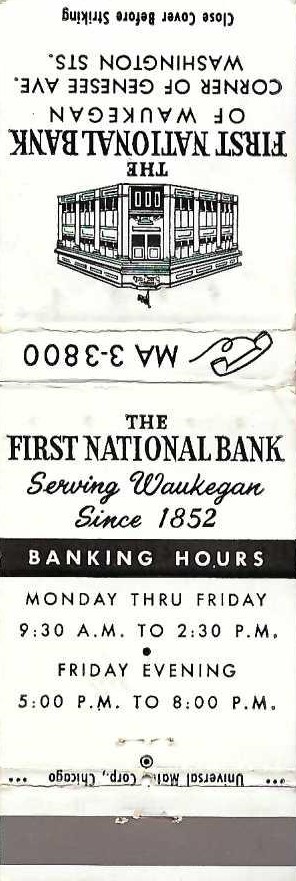 Close Cover Before Striking
WASHINGTON STS.
CORNER OF GENESEE AVE.
OF WAUKEGAN
FIRST NATIONAL BANK
THE
MA 3-3800
THE
FIRST NATIONAL BANK
Serving Waukegan
Since 1852
BANKING HOURS
MONDAY THRU FRIDAY
9:30 A.M. TO 2:30 P.M.
•
FRIDAY EVENING
5:00 P.M. TO 8:00 P.M.
*** Universal Match Corp., Chicago ***